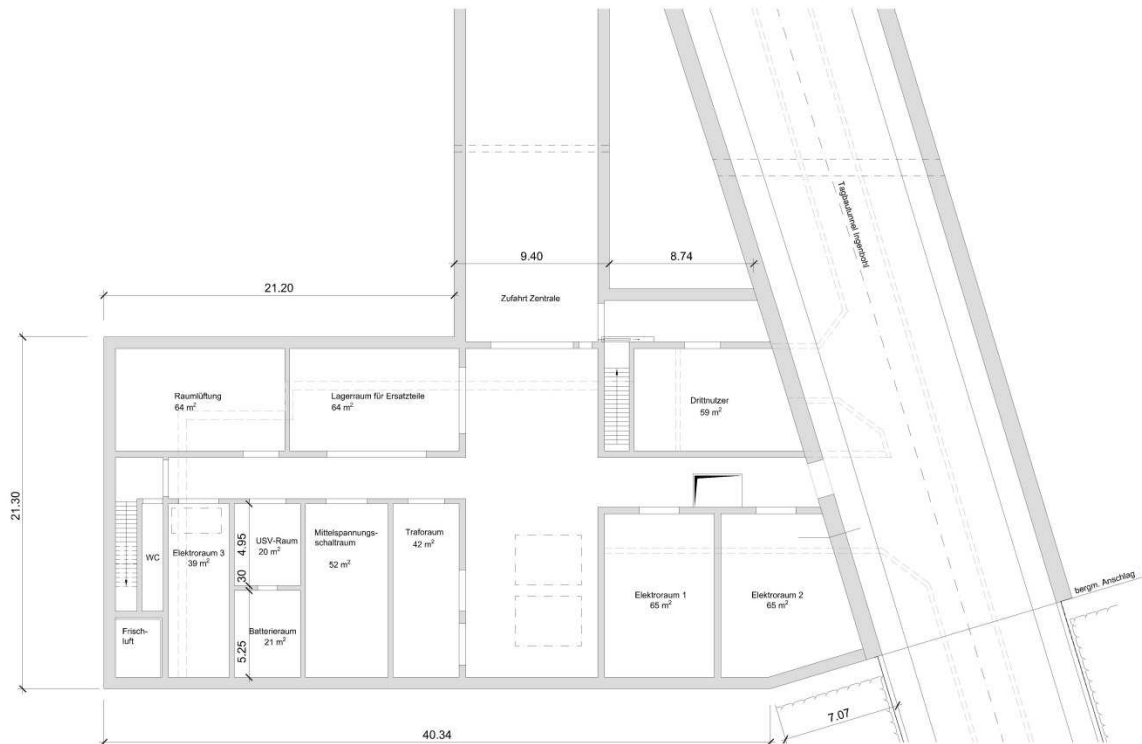 Tagbautunnel Ingenbohl
9.40
8.74
21.20
Zufahrt Zentrale
Raumlüftung
64 m²
Lagerraum für Ersatzteile
64 m²
Drittnutzer
59 m²
21.30
WC
Elektroraum 3
39 m²
4.95
USV-Raum
20 m²
Mittelspannungs-
schaltraum
52 m²
Traforaum
42 m²
30
Elektroraum 1
65 m²
Elektroraum 2
65 m²
bergm. Anschlag
Frisch-
luft
5.25
Batterieraum
21 m²
7.07
40.34